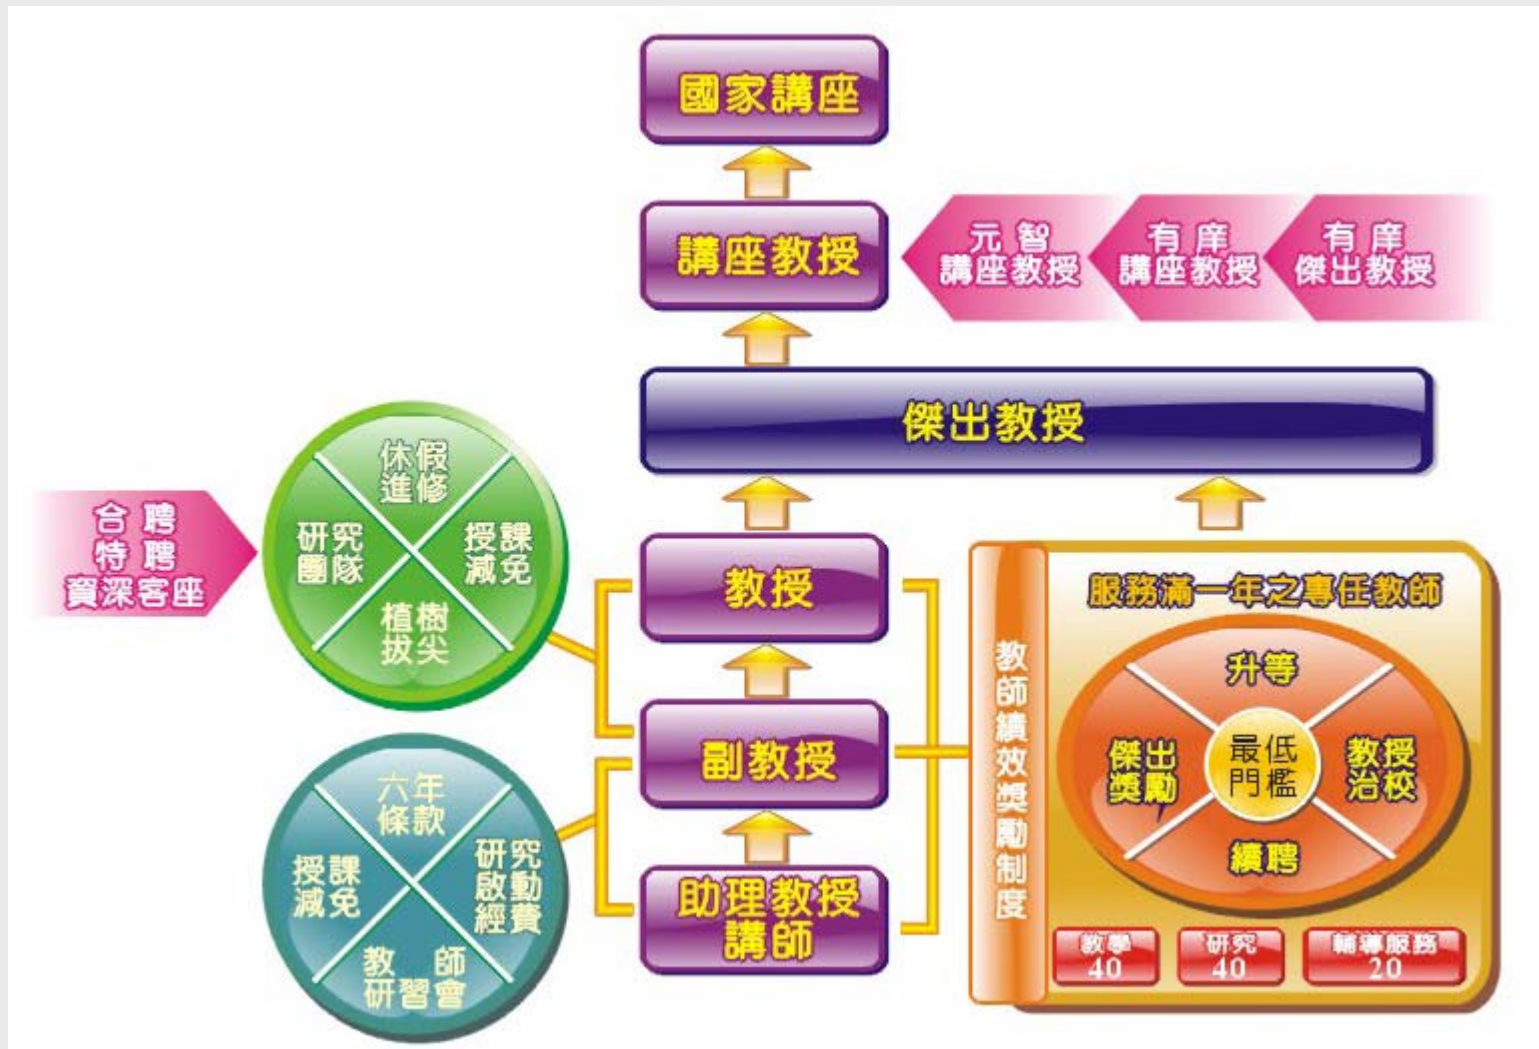 國家講座
講座教授
元智
講座教授
有庠
講座教授
有庠
傑出教授
傑出教授
合聘
特聘
資深客座
休假
進修
研究
團隊
授課
減免
植樹
拔尖
教授
副教授
助理教授
講師
六年
條款
授課
減免
研究
啟動
經費
教師
研習會
教師績效獎勵制度
服務滿一年之專任教師
升等
傑出
獎勵
最低
門檻
教授
治校
續聘
教學
40
研究
40
輔導服務
20